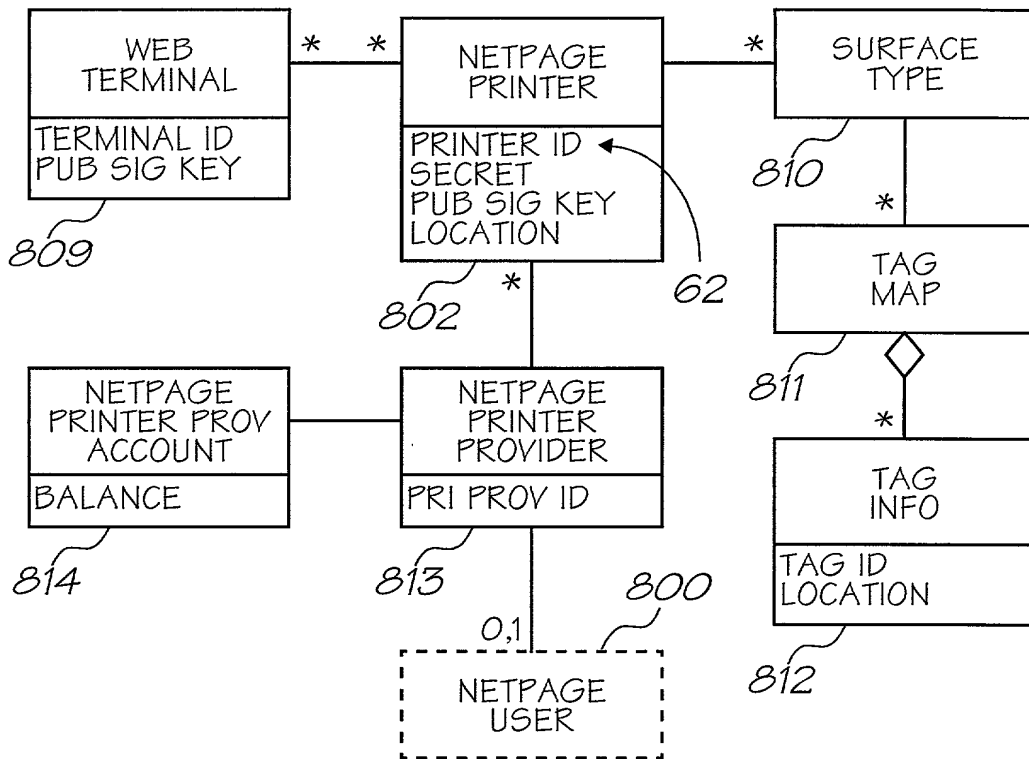 WEB
TERMINAL
TERMINAL ID
PUB SIG KEY
809
*
*
NETPAGE
PRINTER
PRINTER ID
SECRET
PUB SIG KEY
LOCATION
802
62
*
*
SURFACE
TYPE
810
*
TAG
MAP
811
*
TAG
INFO
TAG ID
LOCATION
812
NETPAGE
PRINTER PROV
ACCOUNT
BALANCE
814
NETPAGE
PRINTER
PROVIDER
PRI PROV ID
813
0,1
800
NETPAGE
USER